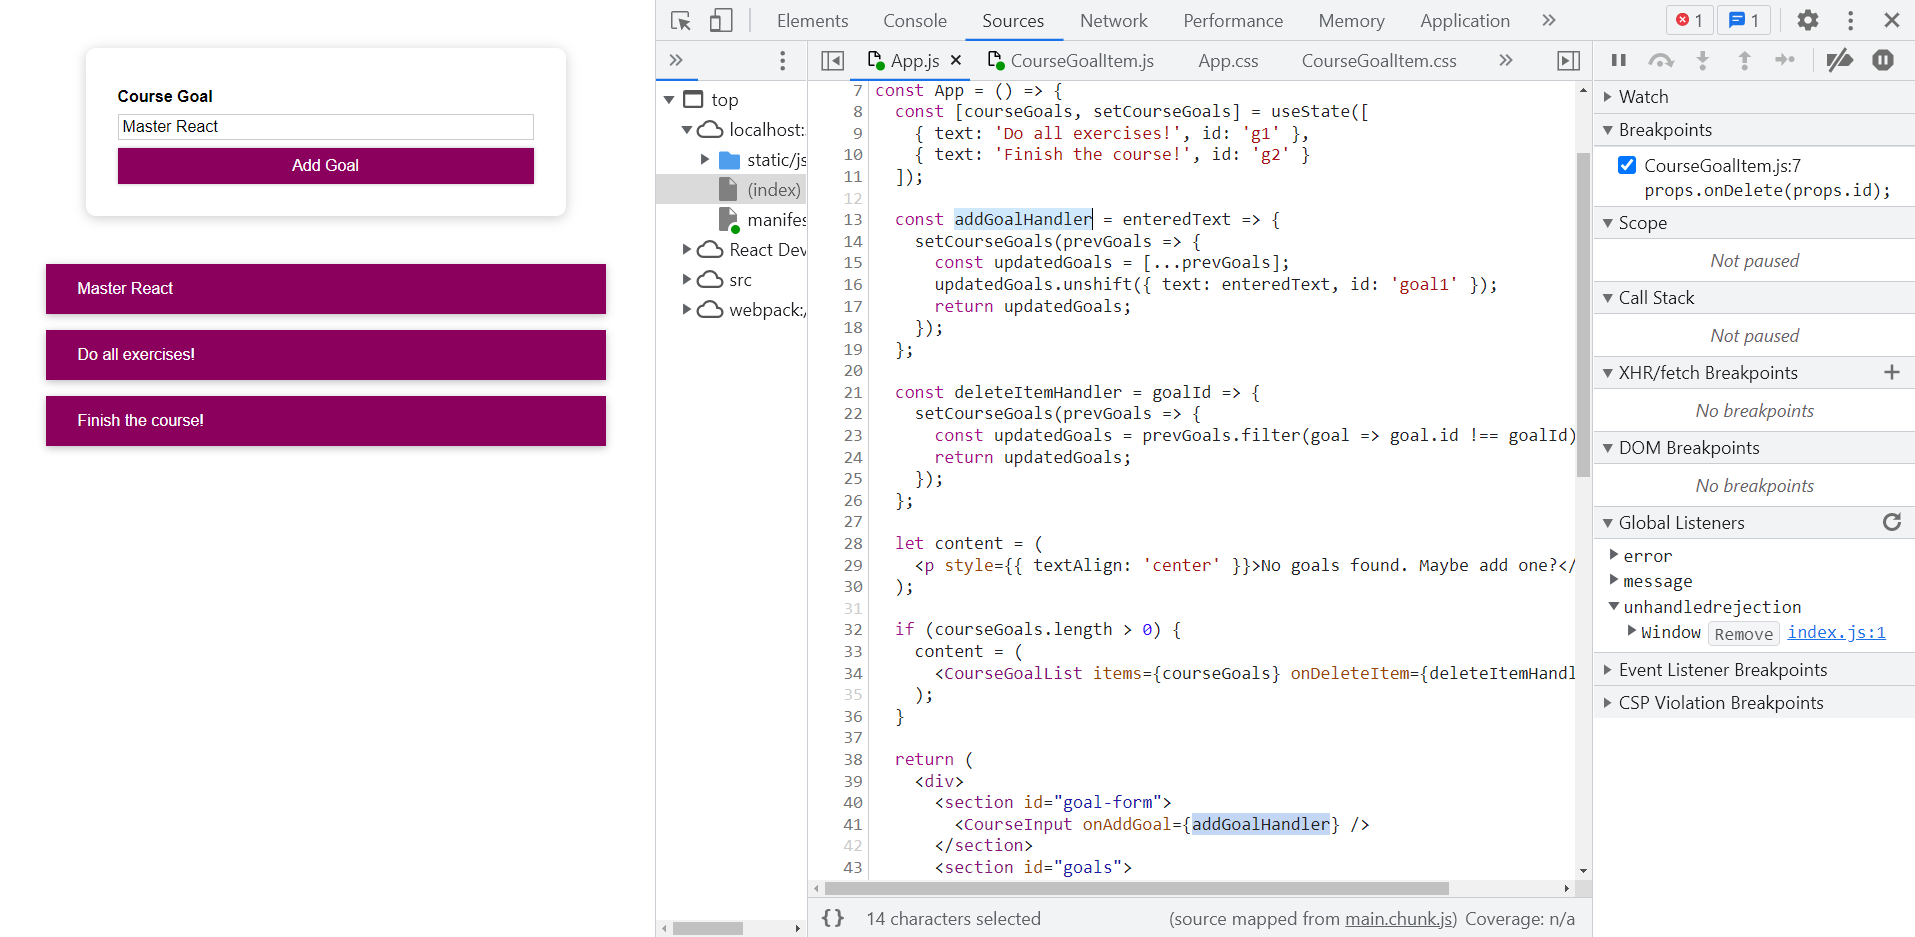 Course Goal
Master React
Add Goal
Master React
Do all exercises!
Finish the course!
Elements Console Sources Network Performance Memory Application » 1 1
» App.js × CourseGoalItem.js App.css CourseGoalItem.css »
top
localhost:
static/js
(index)
manifes
React Dev
src
webpack:/
7 const App = () => {
8   const [courseGoals, setCourseGoals] = useState([
9     { text: 'Do all exercises!', id: 'g1' },
10     { text: 'Finish the course!', id: 'g2' }
11   ]);
12
13   const addGoalHandler = enteredText => {
14     setCourseGoals(prevGoals => {
15       const updatedGoals = [...prevGoals];
16       updatedGoals.unshift({ text: enteredText, id: 'goal1' });
17       return updatedGoals;
18     });
19   };
20
21   const deleteItemHandler = goalId => {
22     setCourseGoals(prevGoals => {
23       const updatedGoals = prevGoals.filter(goal => goal.id !== goalId)
24       return updatedGoals;
25     });
26   };
27
28   let content = (
29     <p style={{ textAlign: 'center' }}>No goals found. Maybe add one?</
30   );
31
32   if (courseGoals.length > 0) {
33     content = (
34       <CourseGoalList items={courseGoals} onDeleteItem={deleteItemHandl
35     );
36   }
37
38   return (
39     <div>
40       <section id="goal-form">
41         <CourseInput onAddGoal={addGoalHandler} />
42       </section>
43       <section id="goals">
{} 14 characters selected (source mapped from main.chunk.js) Coverage: n/a
Watch
Breakpoints
CourseGoalItem.js:7
props.onDelete(props.id);
Scope
Not paused
Call Stack
Not paused
XHR/fetch Breakpoints +
No breakpoints
DOM Breakpoints
No breakpoints
Global Listeners
error
message
unhandledrejection
Window Remove index.js:1
Event Listener Breakpoints
CSP Violation Breakpoints